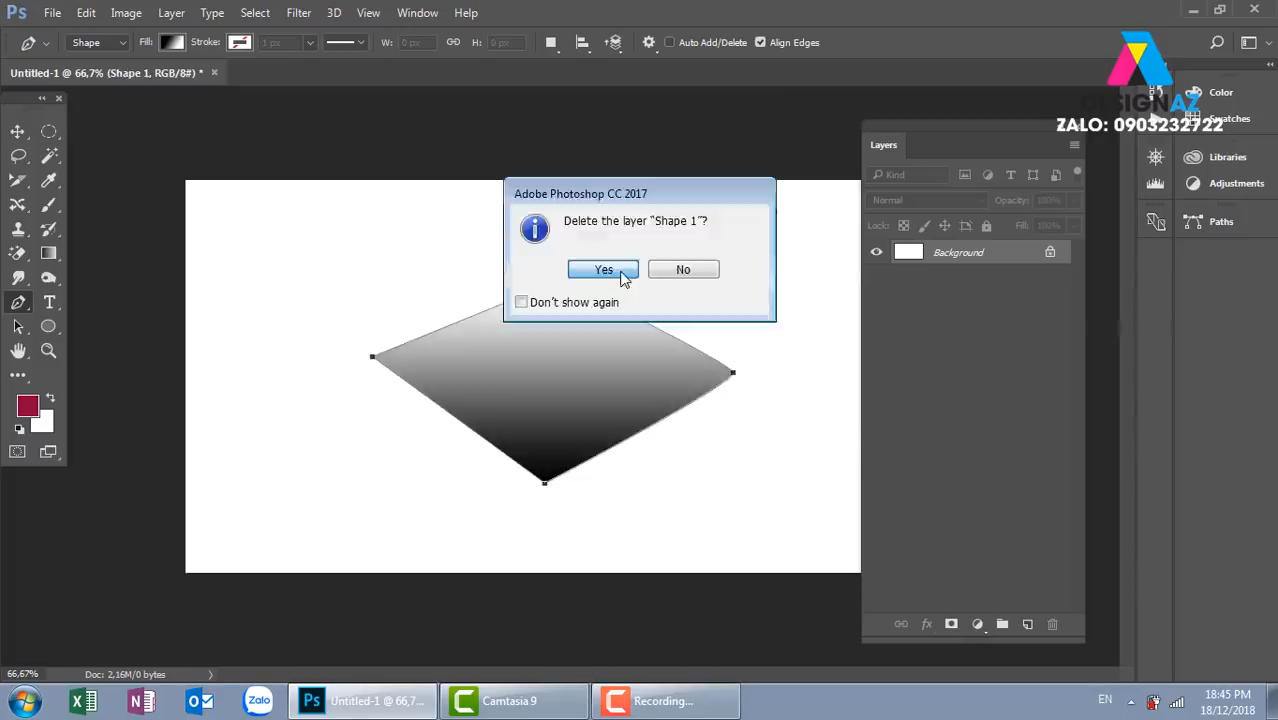 Ps File Edit Image Layer Type Select Filter 3D View Window Help
Shape Fill: Stroke: 1 px W: 0 px H: 0 px Auto Add/Delete Align Edges
Untitled-1 @ 66,7% (Shape 1, RGB/8#) * ×
DESIGNAZ
ZALO: 0903232722
Color
Swatches
Libraries
Adjustments
Paths
Layers
Kind
Normal Opacity: 100%
Lock: Fill: 100%
Background
Adobe Photoshop CC 2017
Delete the layer "Shape 1"?
Yes No
Don't show again
66,67% Doc: 2,16M/0 bytes
Zalo Ps Untitled-1 @ 66,7%... Camtasia 9 Recording...
EN 18:45 PM
18/12/2018